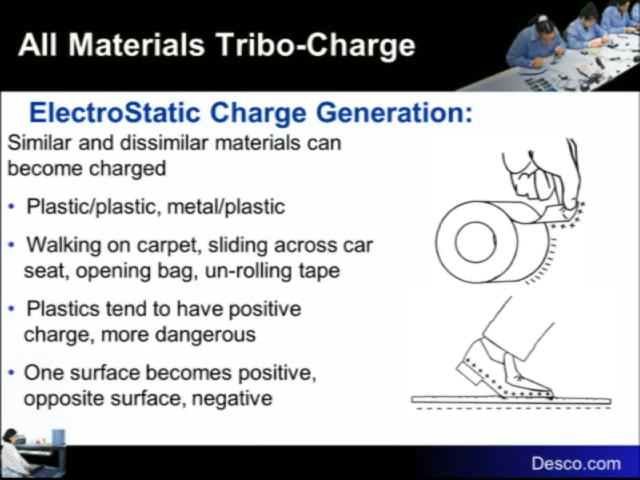 All Materials Tribo-Charge
ElectroStatic Charge Generation:
Similar and dissimilar materials can
become charged
• Plastic/plastic, metal/plastic
• Walking on carpet, sliding across car
seat, opening bag, un-rolling tape
• Plastics tend to have positive
charge, more dangerous
• One surface becomes positive,
opposite surface, negative
Desco.com